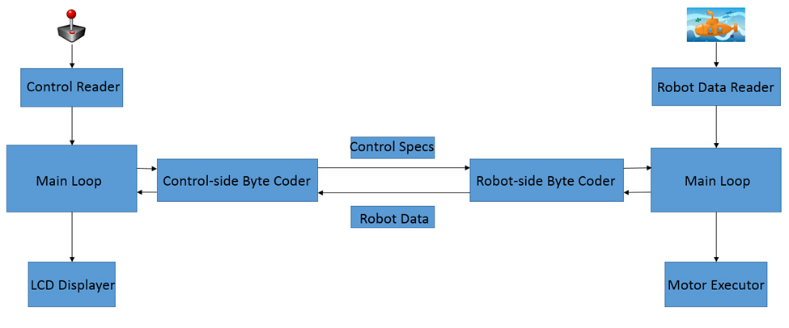 Control Reader
Robot Data Reader
Main Loop
Control-side Byte Coder
Control Specs
Robot Data
Robot-side Byte Coder
Main Loop
LCD Displayer
Motor Executor